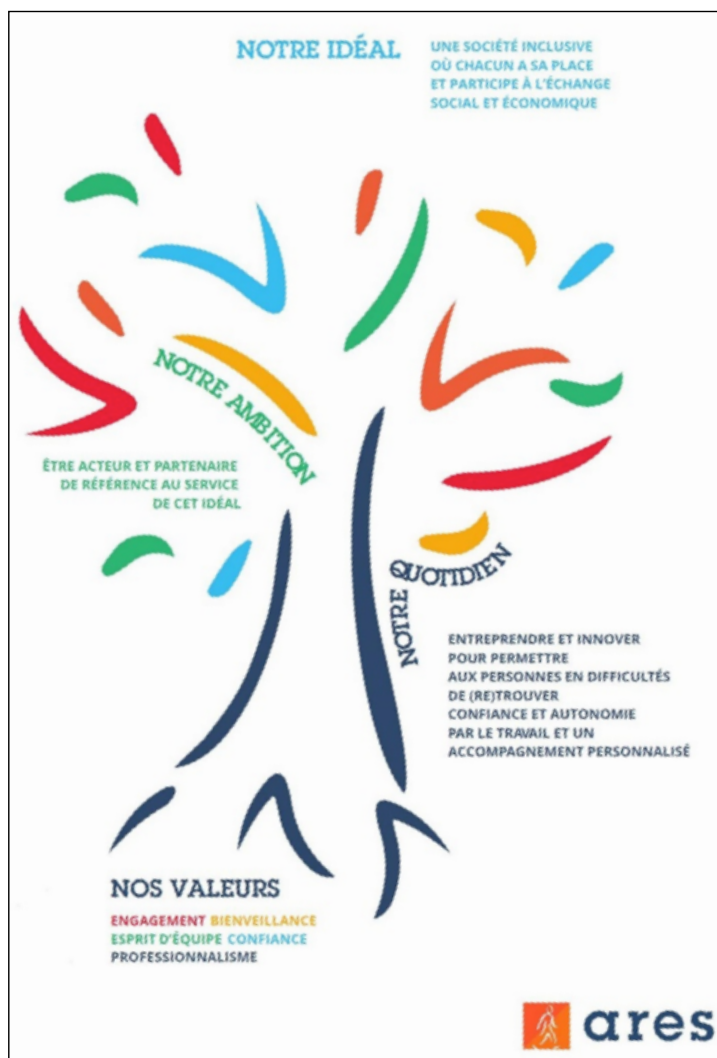 NOTRE IDÉAL
UNE SOCIÉTÉ INCLUSIVE
OÙ CHACUN A SA PLACE
ET PARTICIPE À L'ÉCHANGE
SOCIAL ET ÉCONOMIQUE
NOTRE AMBITION
ÊTRE ACTEUR ET PARTENAIRE
DE RÉFÉRENCE AU SERVICE
DE CET IDÉAL
NOTRE QUOTIDIEN
ENTREPRENDRE ET INNOVER
POUR PERMETTRE
AUX PERSONNES EN DIFFICULTÉS
DE (RE)TROUVER
CONFIANCE ET AUTONOMIE
PAR LE TRAVAIL ET UN
ACCOMPAGNEMENT PERSONNALISÉ
NOS VALEURS
ENGAGEMENT BIENVEILLANCE
ESPRIT D'ÉQUIPE CONFIANCE
PROFESSIONNALISME
ares